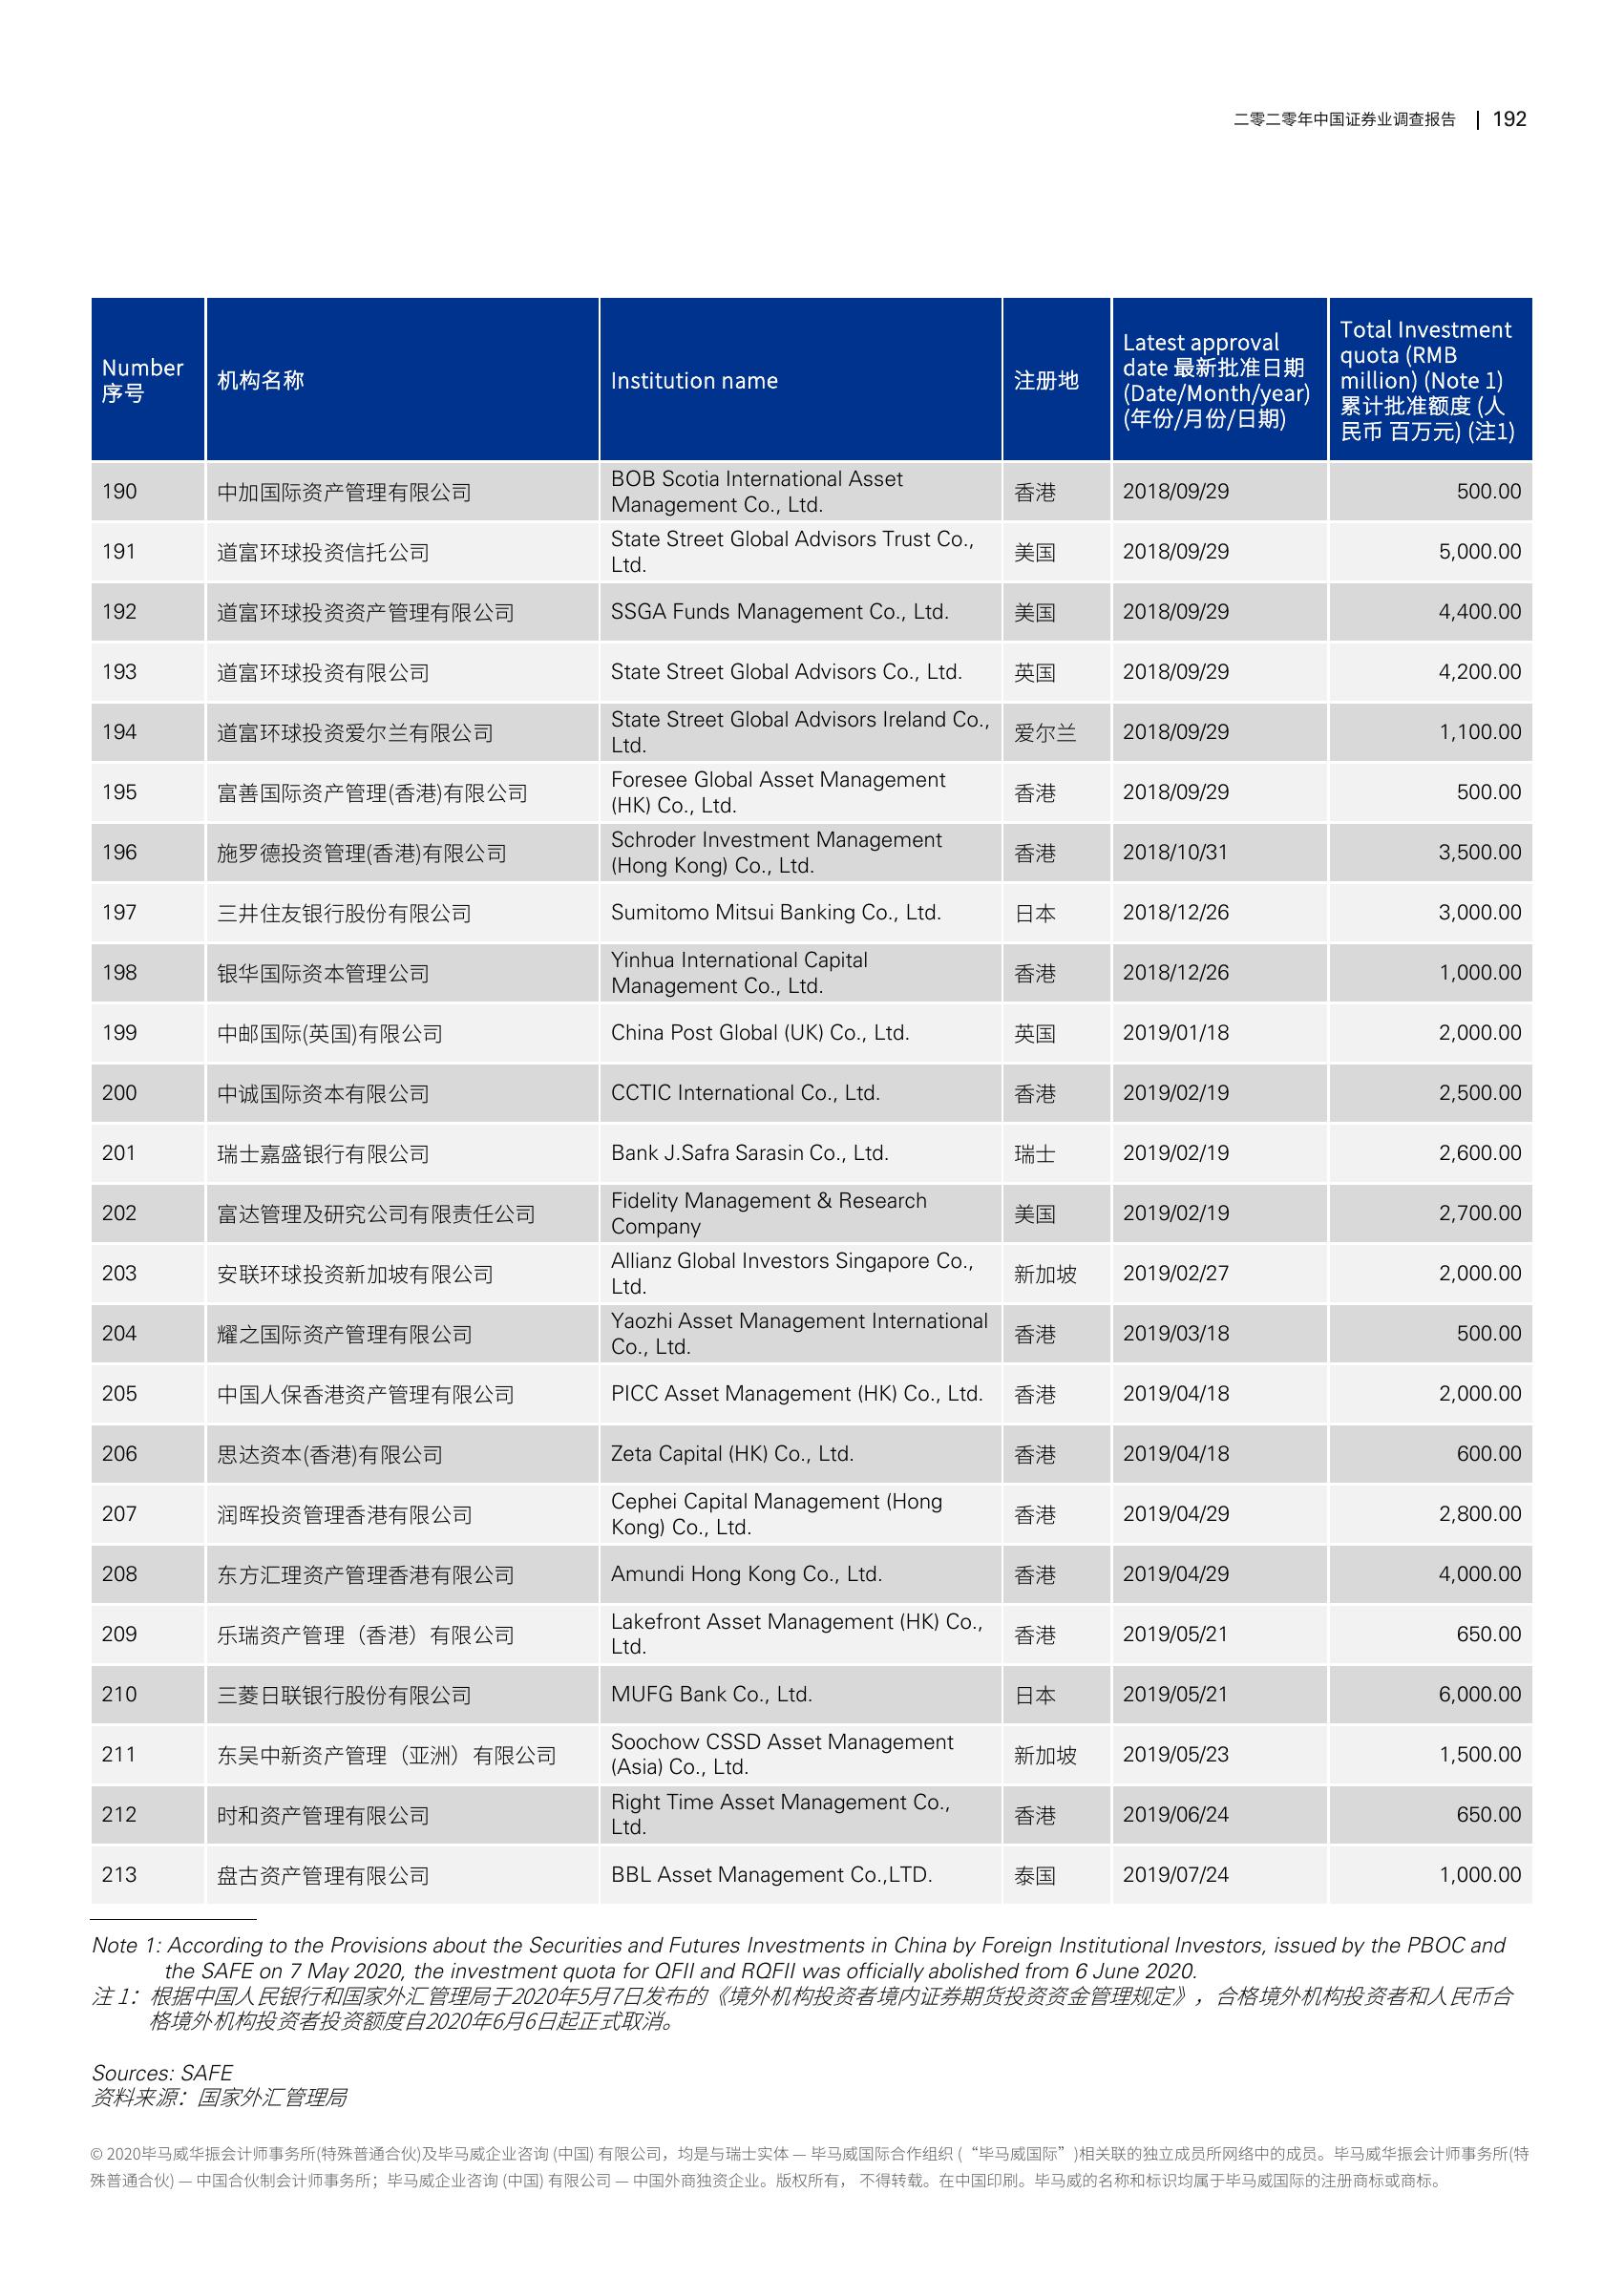 二零二零年中国证券业调查报告 | 192
Number
序号
机构名称
Institution name
注册地
Latest approval
date 最新批准日期
(Date/Month/year)
(年份/月份/日期)
Total Investment
quota (RMB
million) (Note 1)
累计批准额度 (人
民币 百万元) (注1)
190 中加国际资产管理有限公司 BOB Scotia International Asset
Management Co., Ltd. 香港 2018/09/29 500.00
191 道富环球投资信托公司 State Street Global Advisors Trust Co.,
Ltd. 美国 2018/09/29 5,000.00
192 道富环球投资资产管理有限公司 SSGA Funds Management Co., Ltd. 美国 2018/09/29 4,400.00
193 道富环球投资有限公司 State Street Global Advisors Co., Ltd. 英国 2018/09/29 4,200.00
194 道富环球投资爱尔兰有限公司 State Street Global Advisors Ireland Co.,
Ltd. 爱尔兰 2018/09/29 1,100.00
195 富善国际资产管理(香港)有限公司 Foresee Global Asset Management
(HK) Co., Ltd. 香港 2018/09/29 500.00
196 施罗德投资管理(香港)有限公司 Schroder Investment Management
(Hong Kong) Co., Ltd. 香港 2018/10/31 3,500.00
197 三井住友银行股份有限公司 Sumitomo Mitsui Banking Co., Ltd. 日本 2018/12/26 3,000.00
198 银华国际资本管理公司 Yinhua International Capital
Management Co., Ltd. 香港 2018/12/26 1,000.00
199 中邮国际(英国)有限公司 China Post Global (UK) Co., Ltd. 英国 2019/01/18 2,000.00
200 中诚国际资本有限公司 CCTIC International Co., Ltd. 香港 2019/02/19 2,500.00
201 瑞士嘉盛银行有限公司 Bank J.Safra Sarasin Co., Ltd. 瑞士 2019/02/19 2,600.00
202 富达管理及研究公司有限责任公司 Fidelity Management & Research
Company 美国 2019/02/19 2,700.00
203 安联环球投资新加坡有限公司 Allianz Global Investors Singapore Co.,
Ltd. 新加坡 2019/02/27 2,000.00
204 耀之国际资产管理有限公司 Yaozhi Asset Management International
Co., Ltd. 香港 2019/03/18 500.00
205 中国人保香港资产管理有限公司 PICC Asset Management (HK) Co., Ltd. 香港 2019/04/18 2,000.00
206 思达资本(香港)有限公司 Zeta Capital (HK) Co., Ltd. 香港 2019/04/18 600.00
207 润晖投资管理香港有限公司 Cephei Capital Management (Hong
Kong) Co., Ltd. 香港 2019/04/29 2,800.00
208 东方汇理资产管理香港有限公司 Amundi Hong Kong Co., Ltd. 香港 2019/04/29 4,000.00
209 乐瑞资产管理（香港）有限公司 Lakefront Asset Management (HK) Co.,
Ltd. 香港 2019/05/21 650.00
210 三菱日联银行股份有限公司 MUFG Bank Co., Ltd. 日本 2019/05/21 6,000.00
211 东吴中新资产管理（亚洲）有限公司 Soochow CSSD Asset Management
(Asia) Co., Ltd. 新加坡 2019/05/23 1,500.00
212 时和资产管理有限公司 Right Time Asset Management Co.,
Ltd. 香港 2019/06/24 650.00
213 盘古资产管理有限公司 BBL Asset Management Co.,LTD. 泰国 2019/07/24 1,000.00
Note 1: According to the Provisions about the Securities and Futures Investments in China by Foreign Institutional Investors, issued by the PBOC and
the SAFE on 7 May 2020, the investment quota for QFII and RQFII was officially abolished from 6 June 2020.
注 1：根据中国人民银行和国家外汇管理局于2020年5月7日发布的《境外机构投资者境内证券期货投资资金管理规定》，合格境外机构投资者和人民币合
格境外机构投资者投资额度自2020年6月6日起正式取消。
Sources: SAFE
资料来源：国家外汇管理局
© 2020毕马威华振会计师事务所(特殊普通合伙)及毕马威企业咨询 (中国) 有限公司，均是与瑞士实体 — 毕马威国际合作组织 (“毕马威国际”)相关联的独立成员所网络中的成员。毕马威华振会计师事务所(特
殊普通合伙) — 中国合伙制会计师事务所；毕马威企业咨询 (中国) 有限公司 — 中国外商独资企业。版权所有， 不得转载。在中国印刷。毕马威的名称和标识均属于毕马威国际的注册商标或商标。